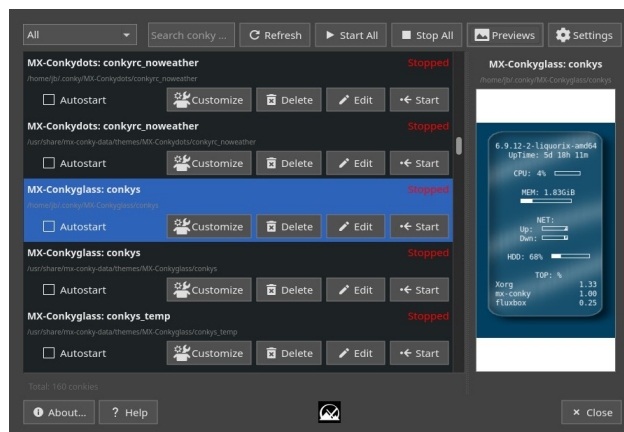 All
Search conky ...
Refresh
Start All
Stop All
Previews
Settings
MX-Conkydots: conkyrc_noweather
Stopped
/home/jb/.conky/MX-Conkydots/conkyrc_noweather
Autostart
Customize
Delete
Edit
Start
MX-Conkydots: conkyrc_noweather
Stopped
/usr/share/mx-conky-data/themes/MX-Conkydots/conkyrc_noweather
Autostart
Customize
Delete
Edit
Start
MX-Conkyglass: conkys
Stopped
/home/jb/.conky/MX-Conkyglass/conkys
Autostart
Customize
Delete
Edit
Start
MX-Conkyglass: conkys
Stopped
/usr/share/mx-conky-data/themes/MX-Conkyglass/conkys
Autostart
Customize
Delete
Edit
Start
MX-Conkyglass: conkys_temp
Stopped
/usr/share/mx-conky-data/themes/MX-Conkyglass/conkys_temp
Autostart
Customize
Delete
Edit
Start
Total: 160 conkies
MX-Conkyglass: conkys
/home/jb/.conky/MX-Conkyglass/conkys
6.9.12-2-liquorix-amd64
UpTime: 5d 18h 11m
CPU: 4%
MEM: 1.83GiB
NET:
Up:
Dwn:
HDD: 68%
TOP: %
Xorg 1.33
mx-conky 1.00
fluxbox 0.25
About...
? Help
Close